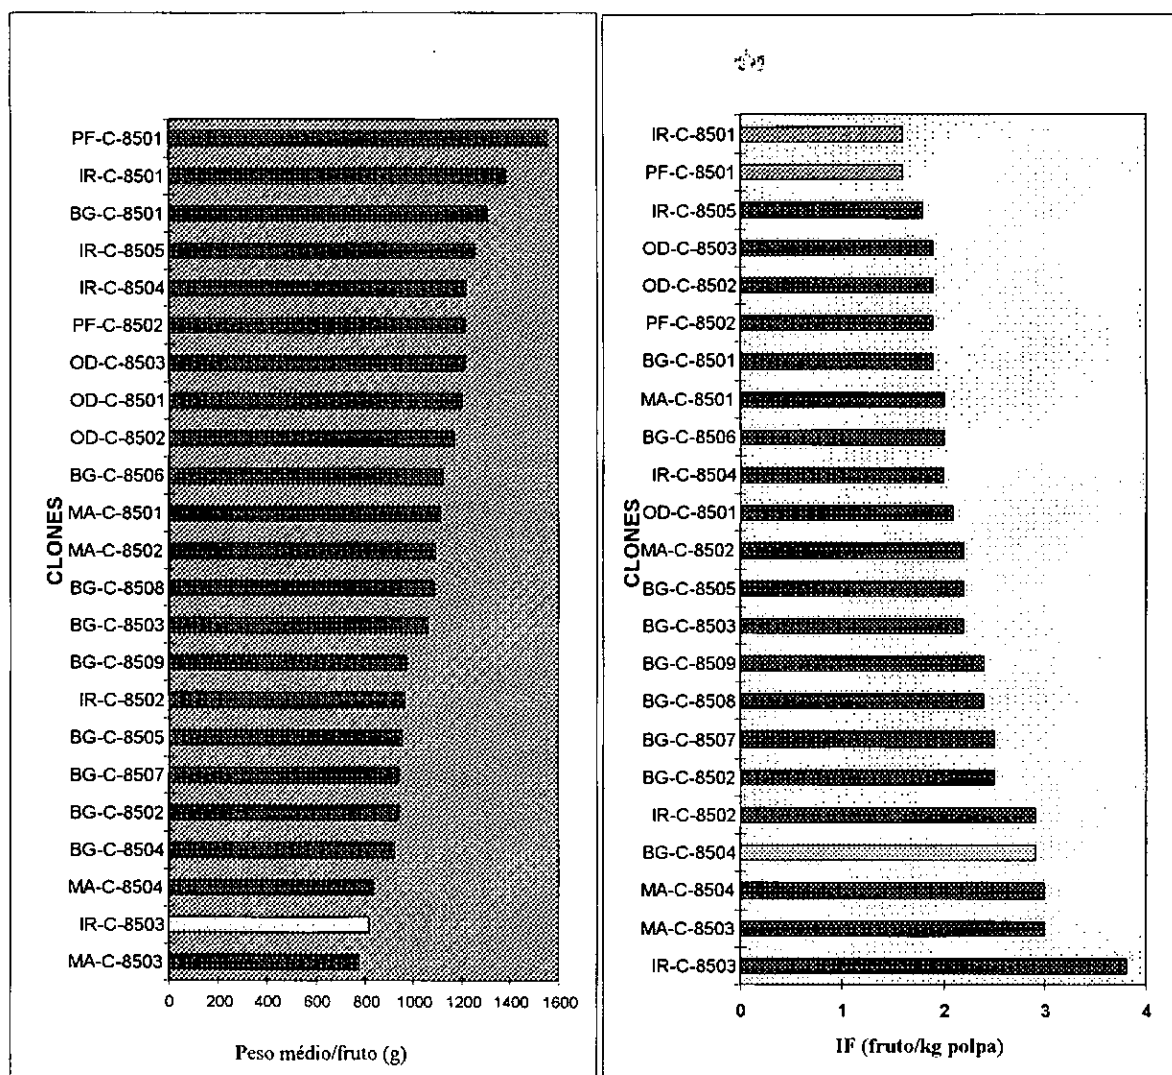 CLONES
PF-C-8501
IR-C-8501
BG-C-8501
IR-C-8505
IR-C-8504
PF-C-8502
OD-C-8503
OD-C-8501
OD-C-8502
BG-C-8506
MA-C-8501
MA-C-8502
BG-C-8508
BG-C-8503
BG-C-8509
IR-C-8502
BG-C-8505
BG-C-8507
BG-C-8502
BG-C-8504
MA-C-8504
IR-C-8503
MA-C-8503
0 200 400 600 800 1000 1200 1400 1600
Peso médio/fruto (g)
CLONES
IR-C-8501
PF-C-8501
IR-C-8505
OD-C-8503
OD-C-8502
PF-C-8502
BG-C-8501
MA-C-8501
BG-C-8506
IR-C-8504
OD-C-8501
MA-C-8502
BG-C-8505
BG-C-8503
BG-C-8509
BG-C-8508
BG-C-8507
BG-C-8502
IR-C-8502
BG-C-8504
MA-C-8504
MA-C-8503
IR-C-8503
0 1 2 3 4
IF (fruto/kg polpa)